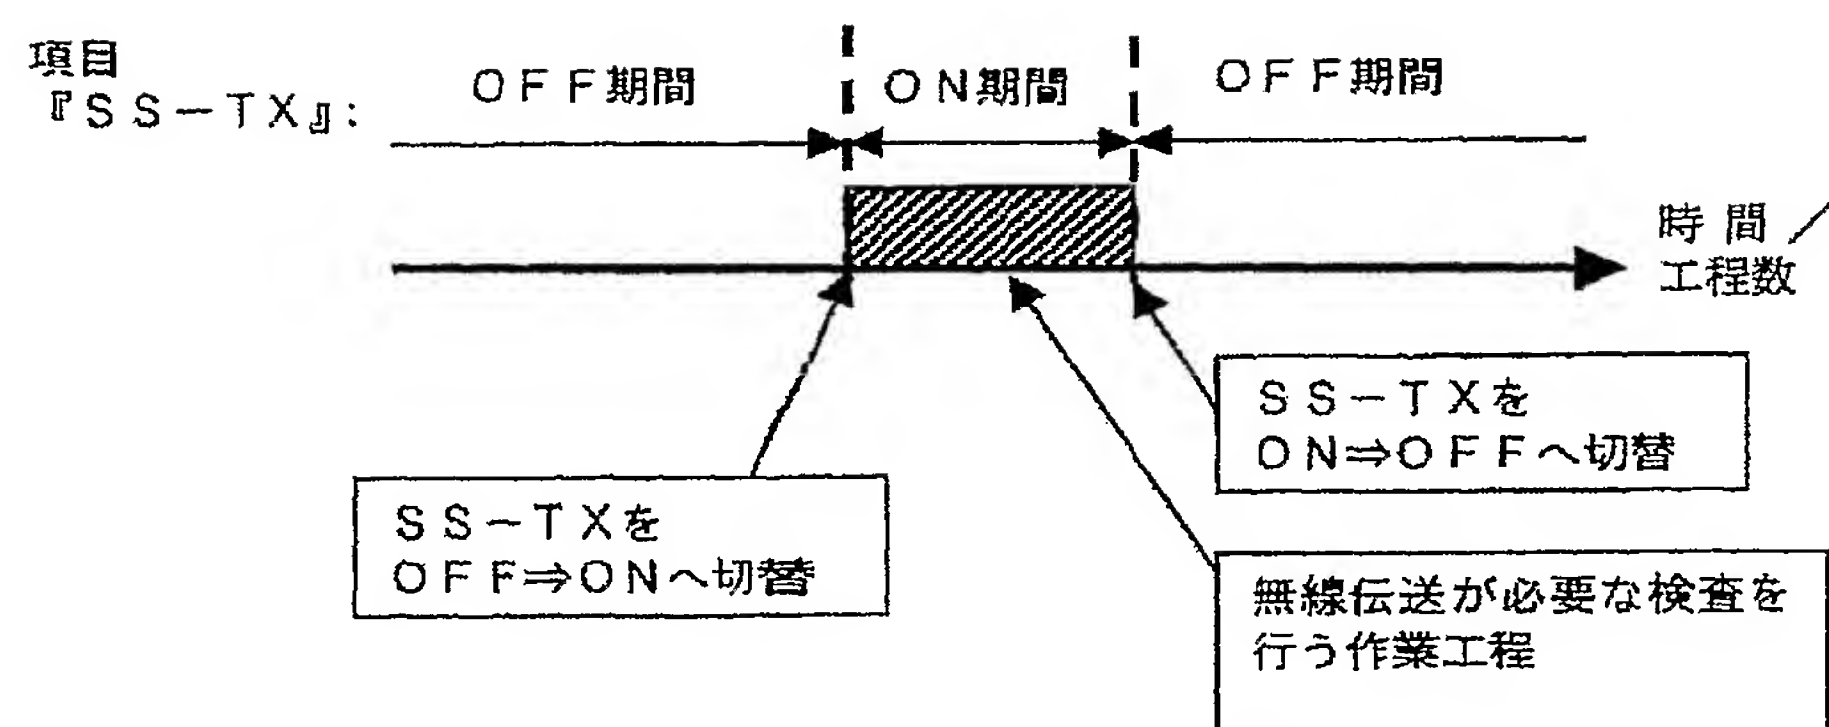 項目
『ＳＳ－ＴＸ』:
ＯＦＦ期間
ＯＮ期間
ＯＦＦ期間
時 間 ／
工程数
ＳＳ－ＴＸを
ＯＮ⇒ＯＦＦへ切替
ＳＳ－ＴＸを
ＯＦＦ⇒ＯＮへ切替
無線伝送が必要な検査を
行う作業工程